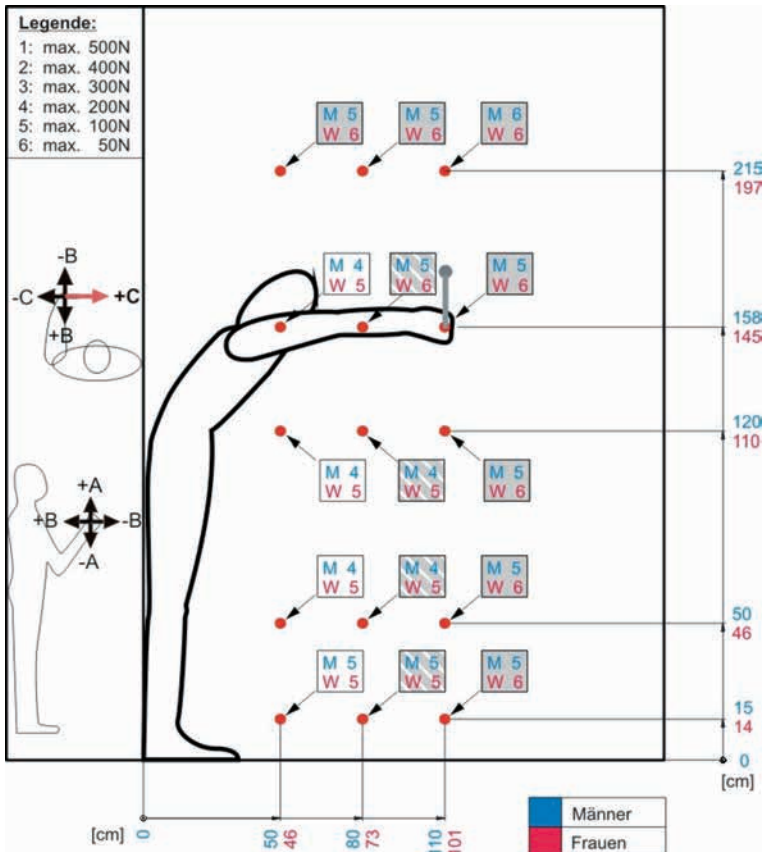 Legende:
1: max. 500N
2: max. 400N
3: max. 300N
4: max. 200N
5: max. 100N
6: max. 50N
M 5
W 6
M 5
W 6
M 6
W 6
215
197
-B
-C
+C
+B
M 4
W 5
M 5
W 6
M 5
W 6
158
145
120
110
M 4
W 5
M 4
W 5
M 5
W 6
+A
+B
-B
-A
M 4
W 5
M 4
W 5
M 5
W 6
50
46
M 5
W 5
M 5
W 5
M 5
W 6
15
14
0
[cm]
[cm]
0
50
46
80
73
110
101
Männer
Frauen